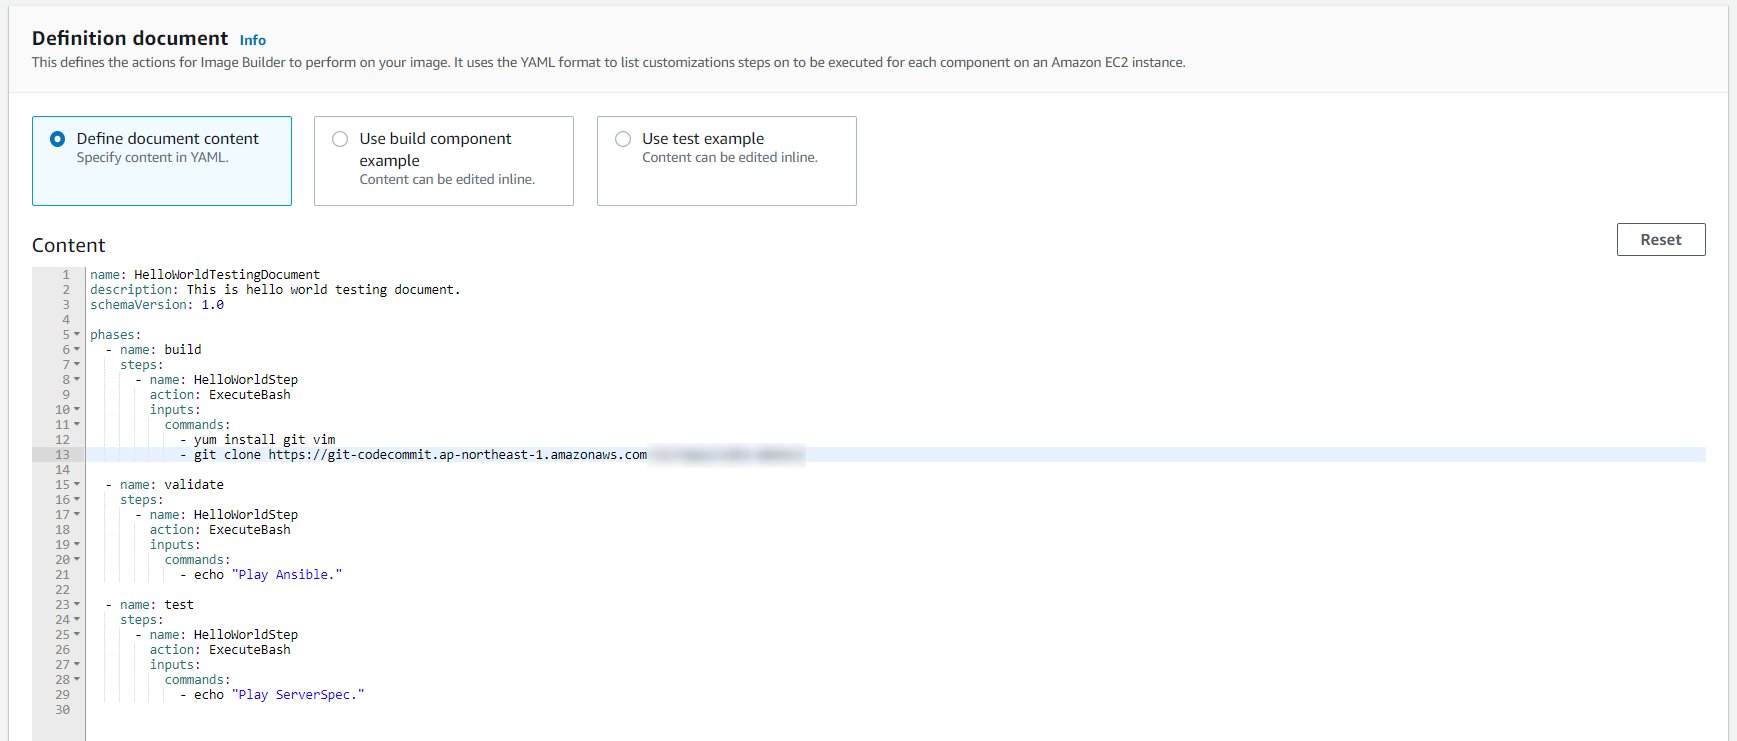 Definition document Info
This defines the actions for Image Builder to perform on your image. It uses the YAML format to list customizations steps on to be executed for each component on an Amazon EC2 instance.
Define document content
Specify content in YAML.
Use build component
example
Content can be edited inline.
Use test example
Content can be edited inline.
Content
Reset
1 name: HelloWorldTestingDocument
2 description: This is hello world testing document.
3 schemaVersion: 1.0
4
5 phases:
6 - name: build
7 steps:
8 - name: HelloWorldStep
9 action: ExecuteBash
10 inputs:
11 commands:
12 - yum install git vim
13 - git clone https://git-codecommit.ap-northeast-1.amazonaws.com
14
15 - name: validate
16 steps:
17 - name: HelloWorldStep
18 action: ExecuteBash
19 inputs:
20 commands:
21 - echo "Play Ansible."
22
23 - name: test
24 steps:
25 - name: HelloWorldStep
26 action: ExecuteBash
27 inputs:
28 commands:
29 - echo "Play ServerSpec."
30